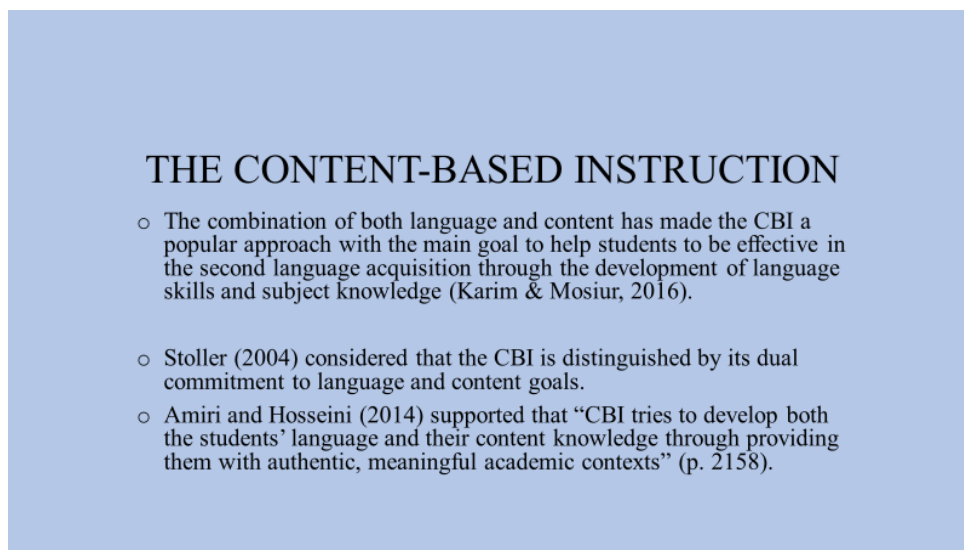 THE CONTENT-BASED INSTRUCTION
o The combination of both language and content has made the CBI a
popular approach with the main goal to help students to be effective in
the second language acquisition through the development of language
skills and subject knowledge (Karim & Mosiur, 2016).
o Stoller (2004) considered that the CBI is distinguished by its dual
commitment to language and content goals.
o Amiri and Hosseini (2014) supported that “CBI tries to develop both
the students’ language and their content knowledge through providing
them with authentic, meaningful academic contexts” (p. 2158).